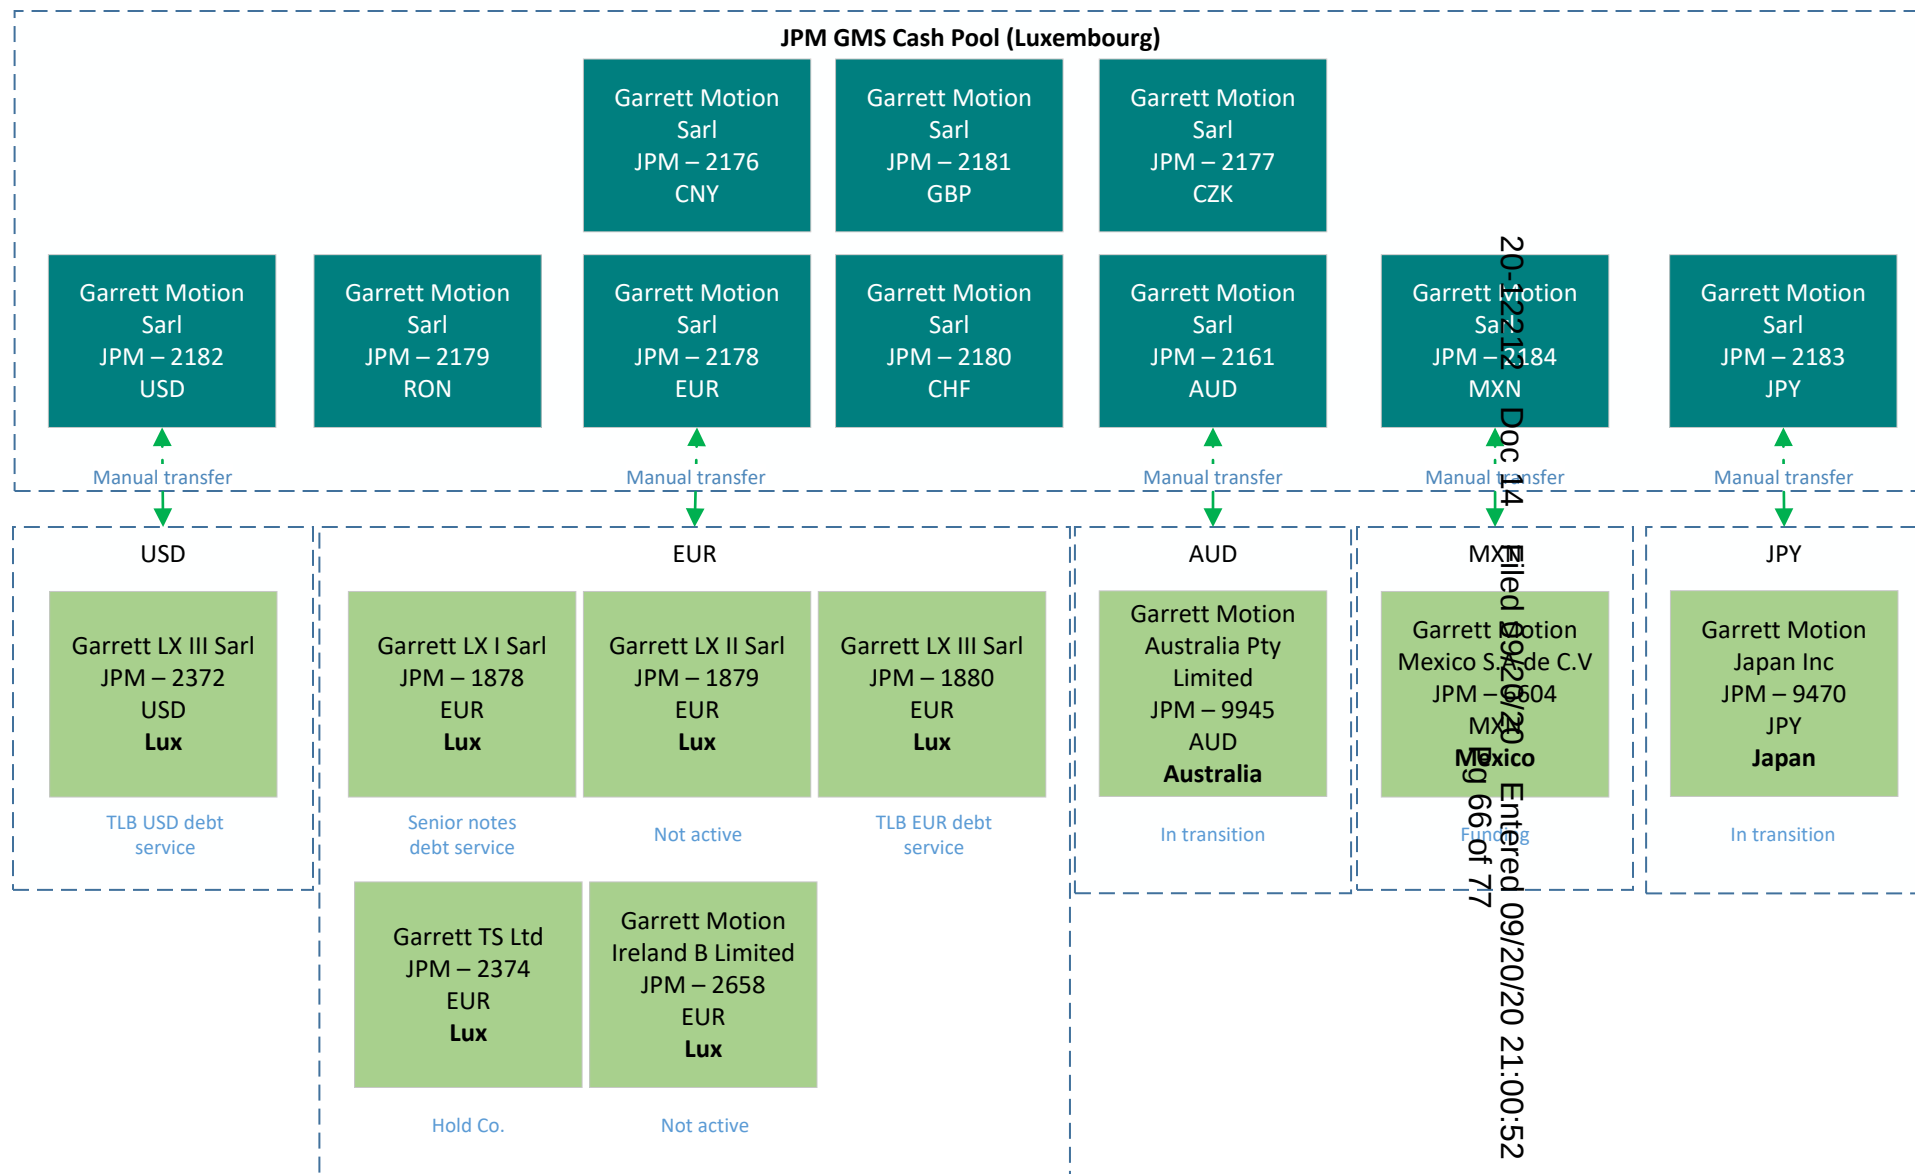 JPM GMS Cash Pool (Luxembourg)
Garrett Motion
Sarl
JPM – 2176
CNY
Garrett Motion
Sarl
JPM – 2181
GBP
Garrett Motion
Sarl
JPM – 2177
CZK
Garrett Motion
Sarl
JPM – 2182
USD
Garrett Motion
Sarl
JPM – 2179
RON
Garrett Motion
Sarl
JPM – 2178
EUR
Garrett Motion
Sarl
JPM – 2180
CHF
Garrett Motion
Sarl
JPM – 2161
AUD
Garrett Motion
Sarl
JPM – 2184
MXN
Garrett Motion
Sarl
JPM – 2183
JPY
Manual transfer
Manual transfer
Manual transfer
Manual transfer
Manual transfer
USD
EUR
AUD
MXN
JPY
Garrett LX III Sarl
JPM – 2372
USD
Lux
TLB USD debt
service
Garrett LX I Sarl
JPM – 1878
EUR
Lux
Senior notes
debt service
Garrett LX II Sarl
JPM – 1879
EUR
Lux
Not active
Garrett LX III Sarl
JPM – 1880
EUR
Lux
TLB EUR debt
service
Garrett Motion
Australia Pty
Limited
JPM – 9945
AUD
Australia
In transition
Garrett Motion
Mexico S.A de C.V
JPM – 6604
MXN
Mexico
Funding
Garrett Motion
Japan Inc
JPM – 9470
JPY
Japan
In transition
Garrett TS Ltd
JPM – 2374
EUR
Lux
Hold Co.
Garrett Motion
Ireland B Limited
JPM – 2658
EUR
Lux
Not active
20-12212 Doc 14 Filed 09/20/20 Entered 09/20/20 21:00:52
Pg 66 of 77